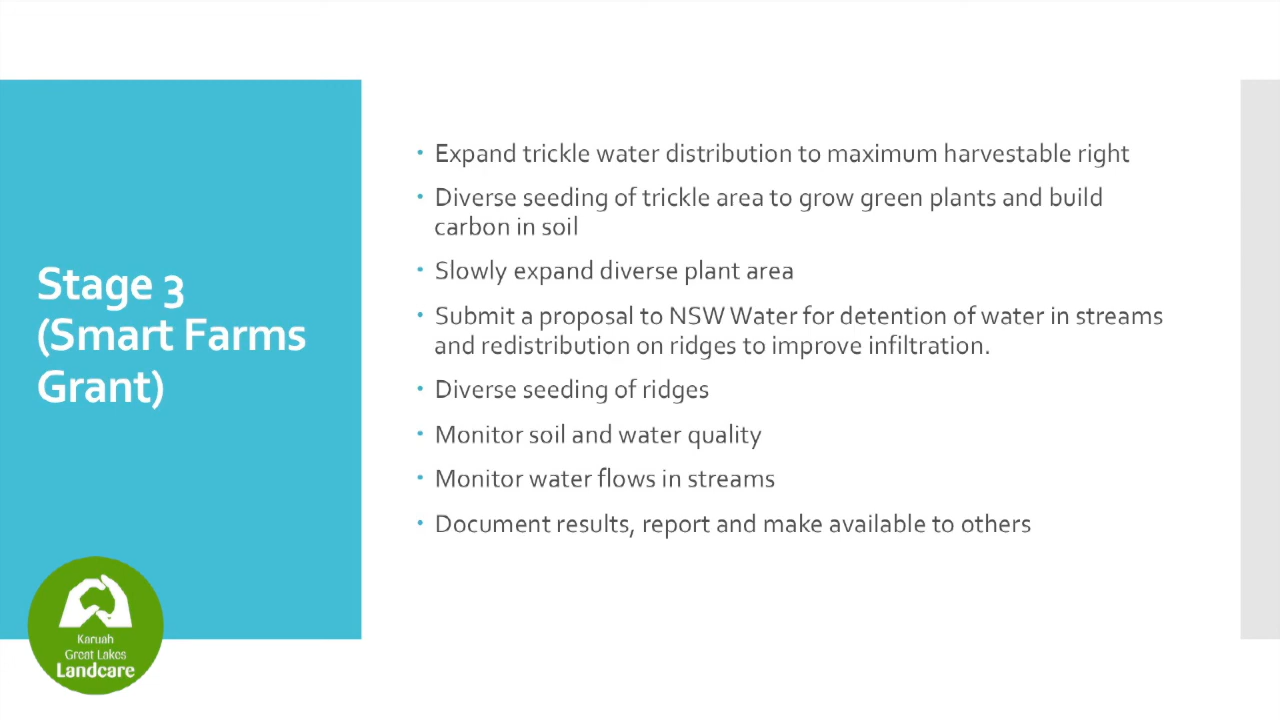 Stage 3
(Smart Farms
Grant)
Expand trickle water distribution to maximum harvestable right
Diverse seeding of trickle area to grow green plants and build
carbon in soil
Slowly expand diverse plant area
Submit a proposal to NSW Water for detention of water in streams
and redistribution on ridges to improve infiltration.
Diverse seeding of ridges
Monitor soil and water quality
Monitor water flows in streams
Document results, report and make available to others
Karuah
Great Lakes
Landcare